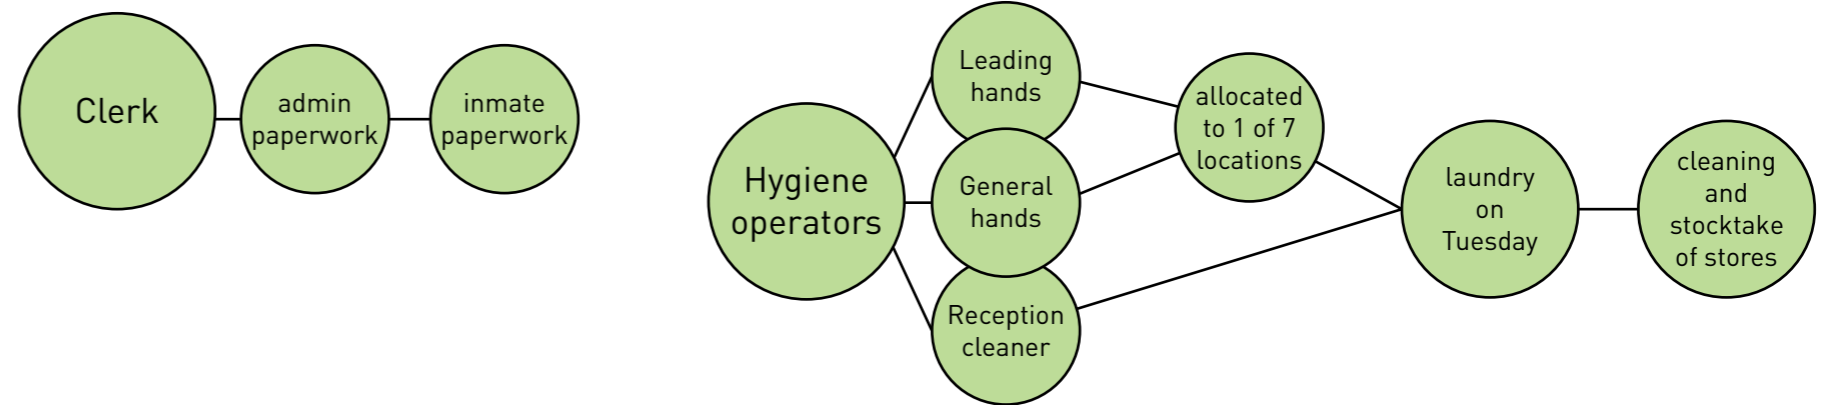 Clerk
admin
paperwork
inmate
paperwork
Hygiene
operators
Leading
hands
General
hands
Reception
cleaner
allocated
to 1 of 7
locations
laundry
on
Tuesday
cleaning
and
stocktake
of stores